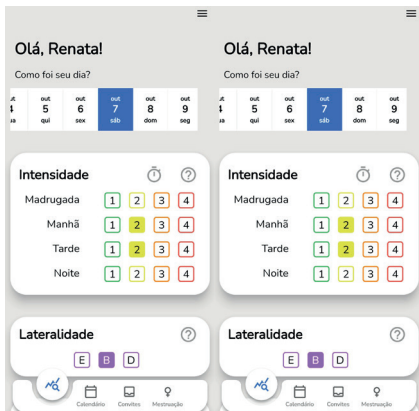 Olá, Renata!
Como foi seu dia?
out out out out out
5 6 7 8 9
qui sex sáb dom seg
Intensidade
Madrugada 1 2 3 4
Manhã 1 2 3 4
Tarde 1 2 3 4
Noite 1 2 3 4
Lateralidade
E B D
Calendário Convites Menstruação
Olá, Renata!
Como foi seu dia?
out out out out out
5 6 7 8 9
qui sex sáb dom seg
Intensidade
Madrugada 1 2 3 4
Manhã 1 2 3 4
Tarde 1 2 3 4
Noite 1 2 3 4
Lateralidade
E B D
Calendário Convites Menstruação